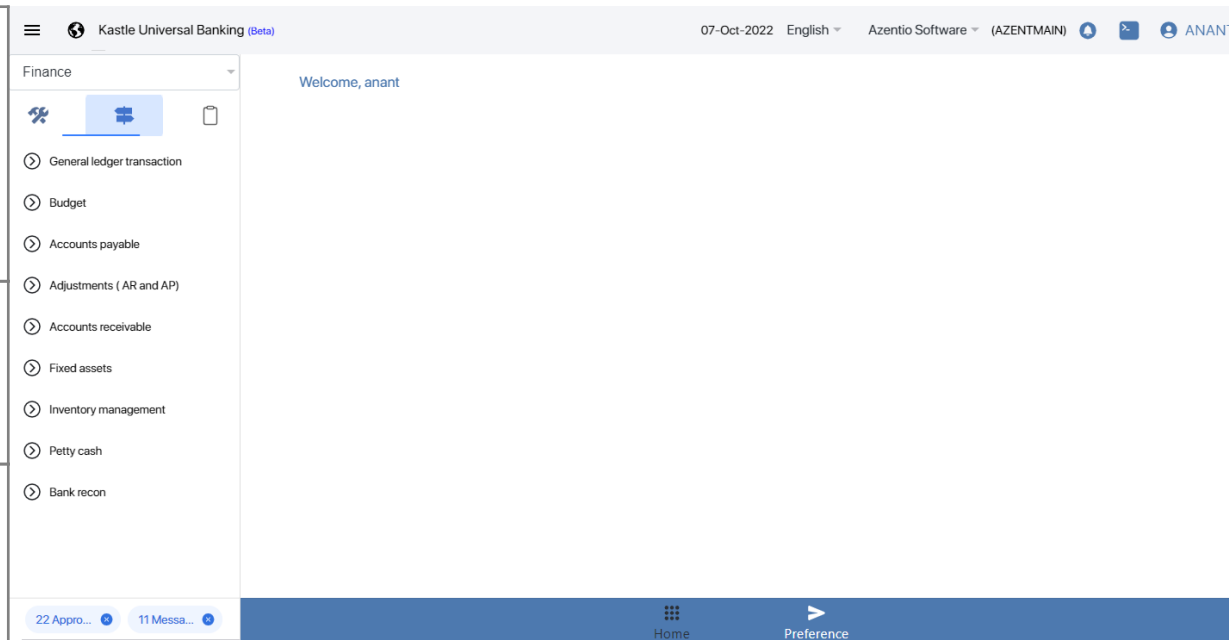 Kastle Universal Banking (Beta)
07-Oct-2022 English Azentio Software (AZENTMAIN) ANANT
Finance
Welcome, anant
General ledger transaction
Budget
Accounts payable
Adjustments ( AR and AP)
Accounts receivable
Fixed assets
Inventory management
Petty cash
Bank recon
22 Appro... 11 Messa...
Home Preference